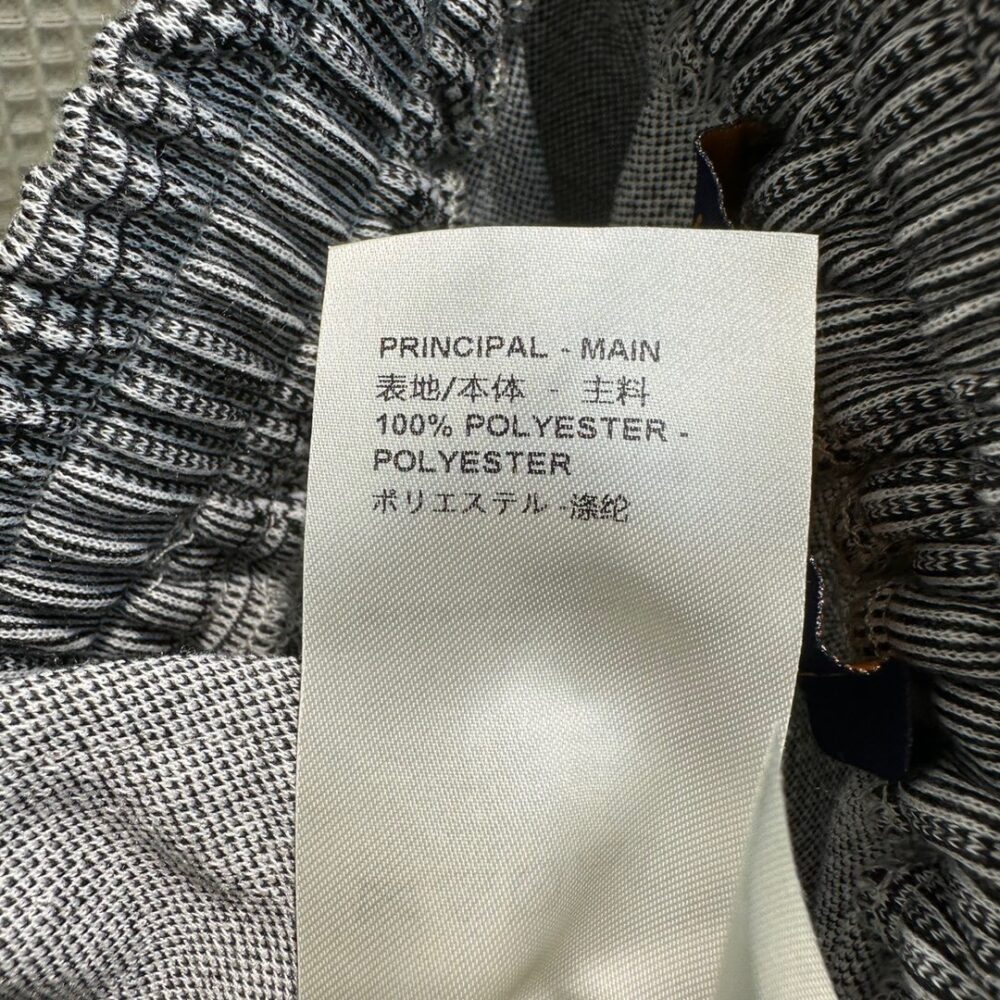 PRINCIPAL - MAIN
表地/本体 - 主料
100% POLYESTER -
POLYESTER
ポリエステル -涤纶